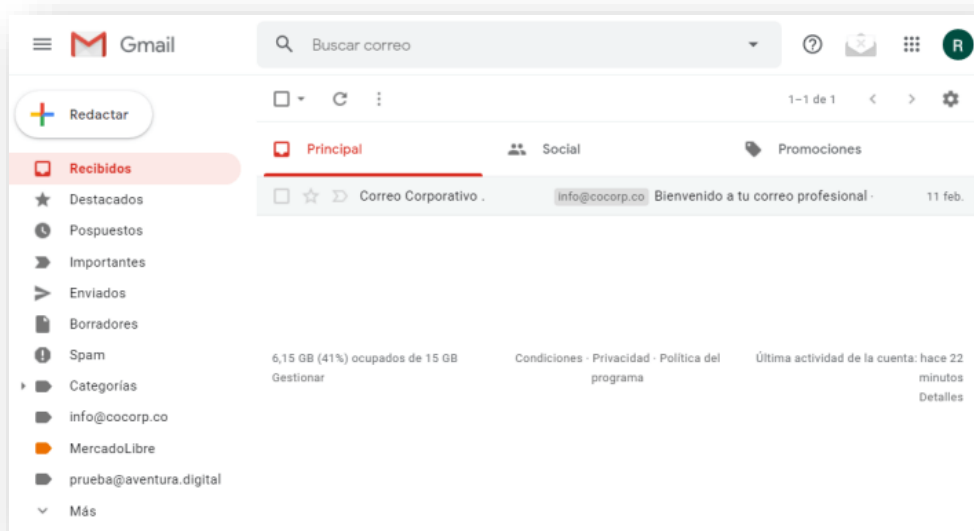 Gmail
Buscar correo
R
Redactar
1–1 de 1
Principal
Social
Promociones
Recibidos
Correo Corporativo .
info@cocorp.co
Bienvenido a tu correo profesional -
11 feb.
Destacados
Pospuestos
Importantes
Enviados
Borradores
Spam
Categorías
info@cocorp.co
MercadoLibre
prueba@aventura.digital
Más
6,15 GB (41%) ocupados de 15 GB
Gestionar
Condiciones · Privacidad · Política del
programa
Última actividad de la cuenta: hace 22
minutos
Detalles